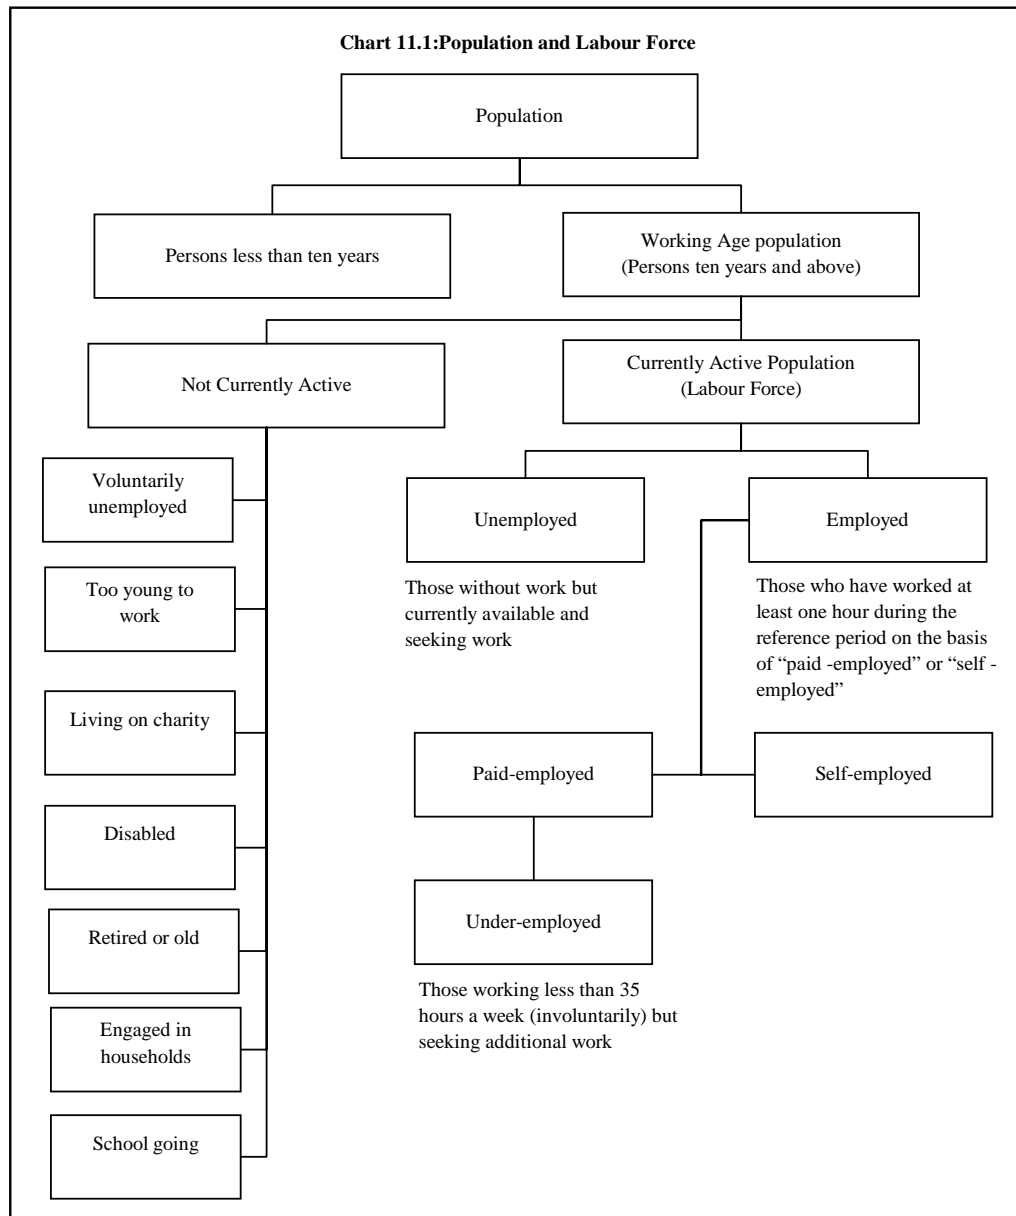 Chart 11.1:Population and Labour Force
Population
Persons less than ten years
Working Age population
(Persons ten years and above)
Not Currently Active
Currently Active Population
(Labour Force)
Voluntarily
unemployed
Too young to
work
Living on charity
Disabled
Retired or old
Engaged in
households
School going
Unemployed
Those without work but
currently available and
seeking work
Employed
Those who have worked at
least one hour during the
reference period on the basis
of “paid -employed” or “self -
employed”
Paid-employed
Self-employed
Under-employed
Those working less than 35
hours a week (involuntarily) but
seeking additional work